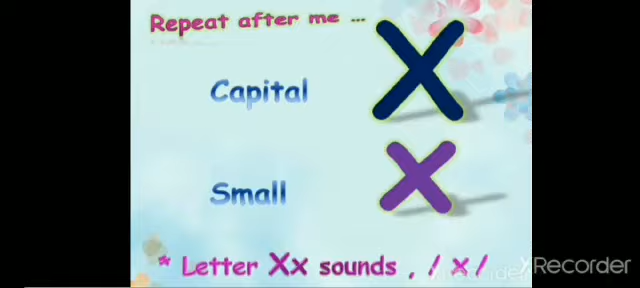 Repeat after me ...
Capital X
Small x
* Letter Xx sounds , / x /
XRecorder